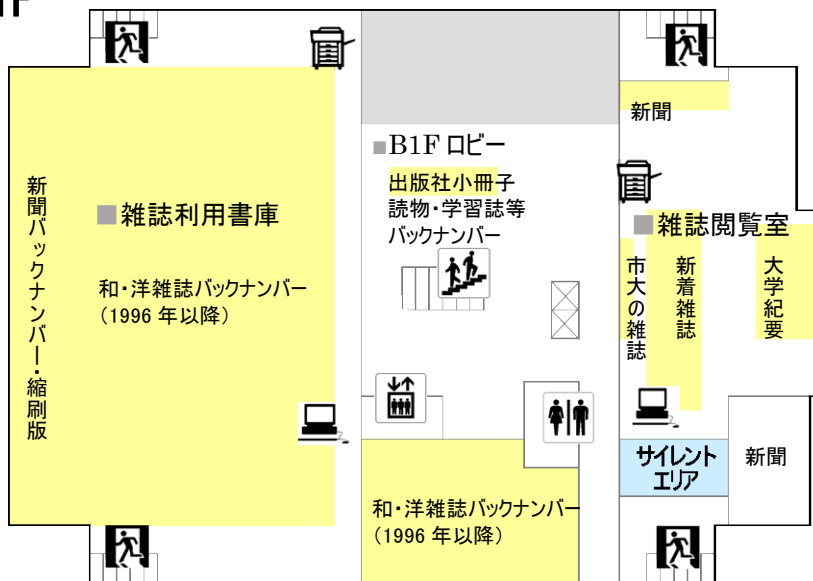 新聞バックナンバー・縮刷版
■雑誌利用書庫
和・洋雑誌バックナンバー
（1996 年以降）
■B1F ロビー
出版社小冊子
読物・学習誌等
バックナンバー
和・洋雑誌バックナンバー
（1996 年以降）
新聞
■雑誌閲覧室
市大の雑誌
新着雑誌
大学紀要
サイレント
エリア
新聞